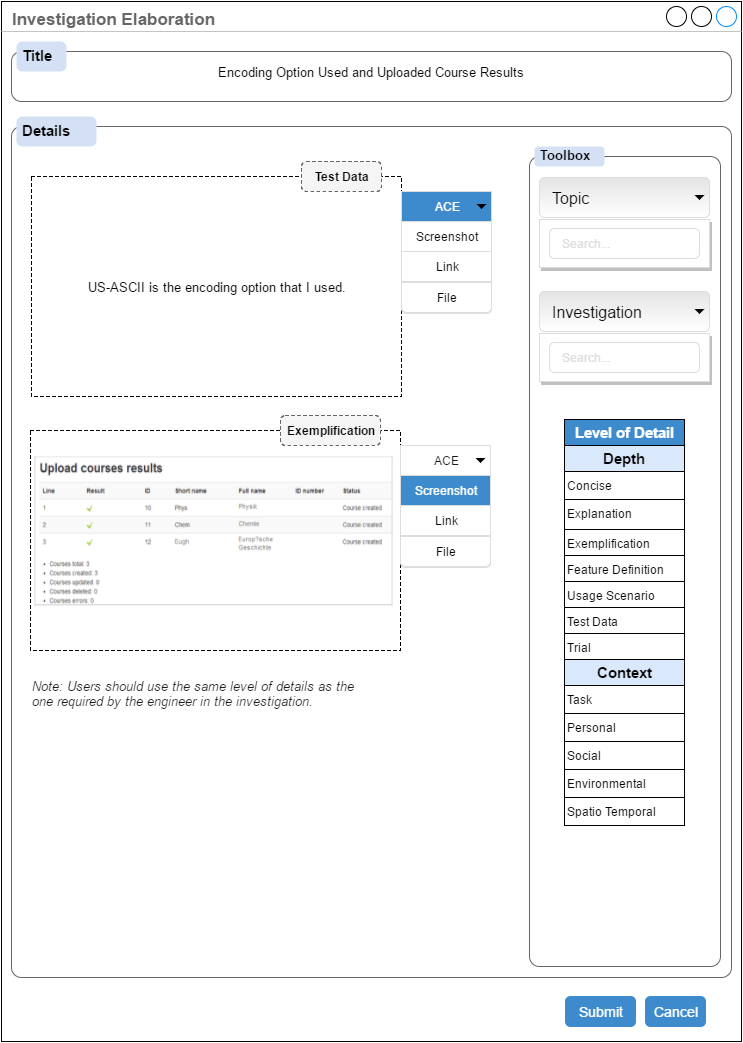 Investigation Elaboration
Title
Encoding Option Used and Uploaded Course Results
Details
Test Data
US-ASCII is the encoding option that I used.
ACE
Screenshot
Link
File
Exemplification
Upload courses results
Line Result ID Short name Full name ID number Status
1 10 Phys Physik Course created
2 11 Chem Chemie Course created
3 12 Eugh Europ?ische Geschichte Course created
• Courses total: 3
• Courses created: 3
• Courses updated: 0
• Courses deleted: 0
• Courses errors: 0
ACE
Screenshot
Link
File
Note: Users should use the same level of details as the
one required by the engineer in the investigation.
Toolbox
Topic
Search...
Investigation
Search...
Level of Detail
Depth
Concise
Explanation
Exemplification
Feature Definition
Usage Scenario
Test Data
Trial
Context
Task
Personal
Social
Environmental
Spatio Temporal
Submit
Cancel